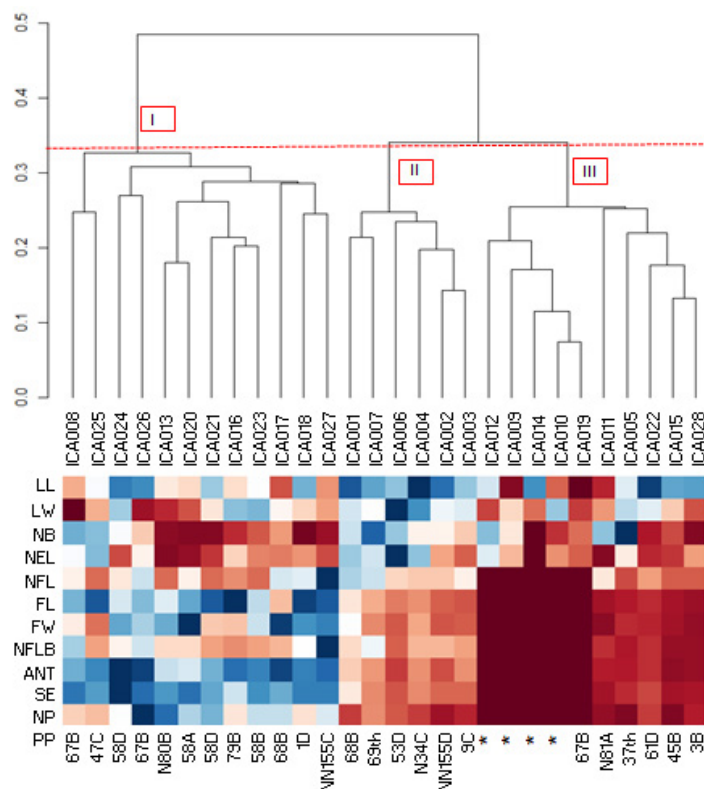 0.5
0.4
0.3
0.2
0.1
0.0
I
II
III
ICA008 ICA025 ICA024 ICA026 ICA013 ICA020 ICA021 ICA016 ICA023 ICA017 ICA018 ICA027 ICA001 ICA007 ICA006 ICA004 ICA002 ICA003 ICA012 ICA009 ICA014 ICA010 ICA019 ICA011 ICA005 ICA022 ICA015 ICA028
LL
LW
NB
NEL
NFL
FL
FW
NFLB
ANT
SE
NP
PP 67B 47C 58D 67B N80B 58A 58D 79B 58B 68B 1D NN155C 68B 69th 53D N34C NN155D 9C * * * * 67B N81A 37th 61D 45B 3B